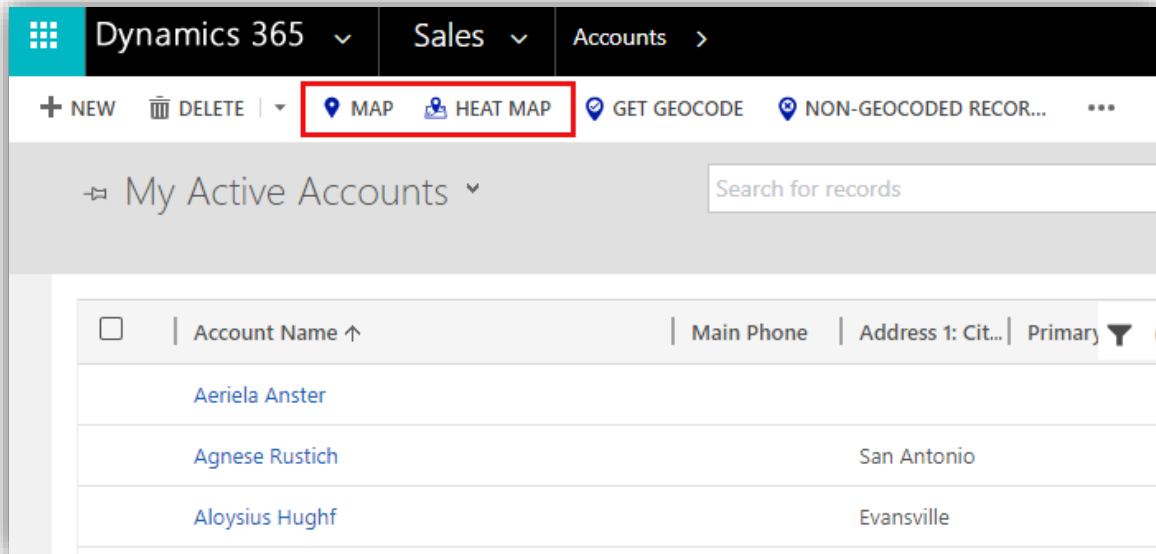 Dynamics 365 Sales Accounts
NEW DELETE MAP HEAT MAP GET GEOCODE NON-GEOCODED RECOR... •••
My Active Accounts Search for records
Account Name Main Phone Address 1: Cit... Primary
Aeriela Anster
Agnese Rustich San Antonio
Aloysius Hughf Evansville